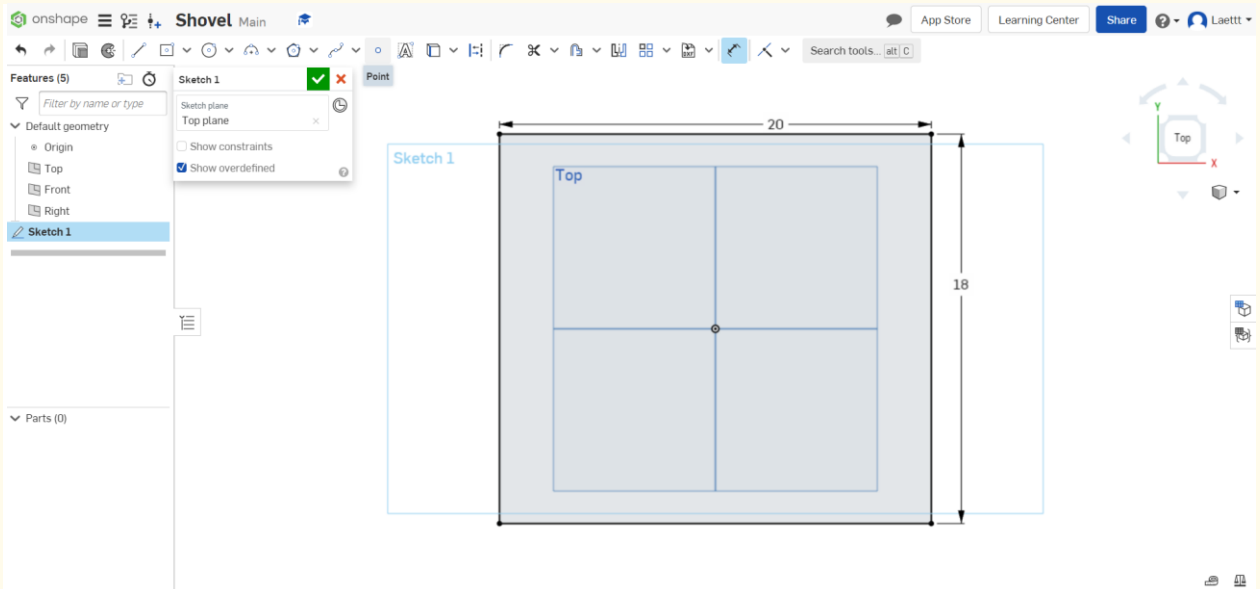 onshape Shovel Main App Store Learning Center Share Laettt
Search tools... alt C
Features (5)
Filter by name or type
Default geometry
Origin
Top
Front
Right
Sketch 1
Parts (0)
Sketch 1
Sketch plane
Top plane
Show constraints
Show overdefined
Point
Sketch 1
Top
20
18
Y
Top
X